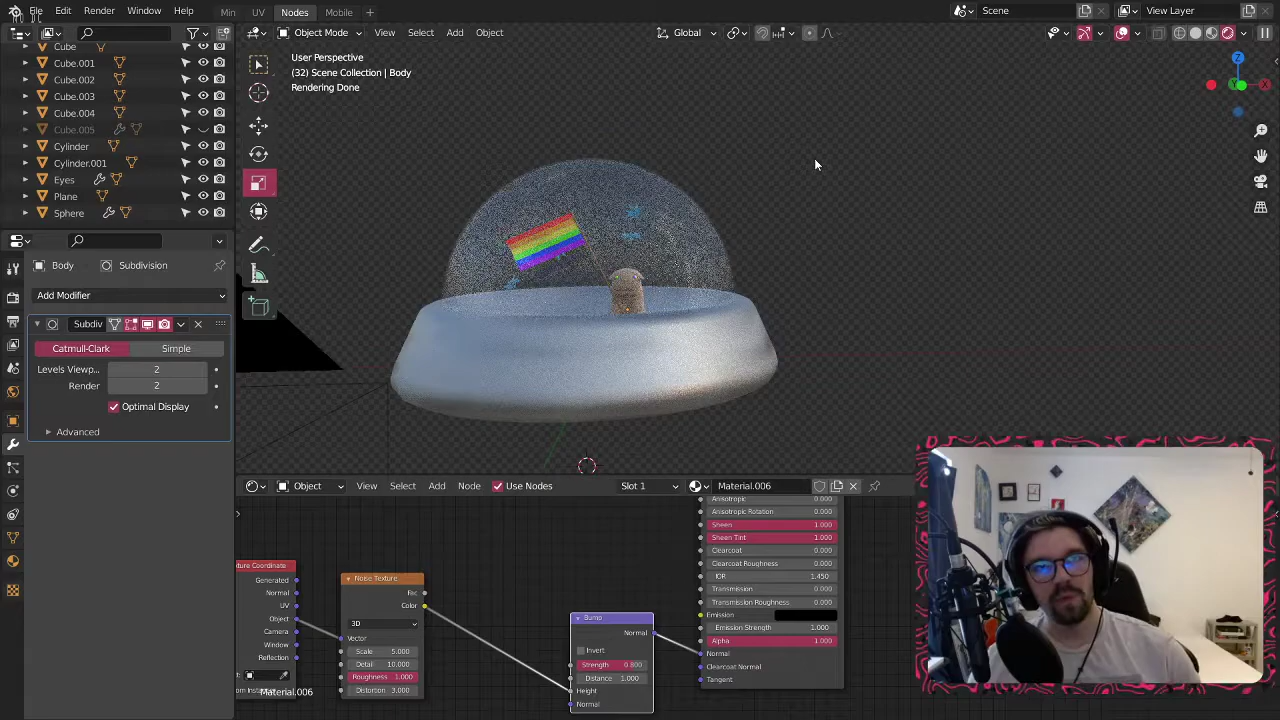 File Edit Render Window Help Min UV Nodes Mobile Scene View Layer
Object Mode View Select Add Object Global
Cube
Cube.001
Cube.002
Cube.003
Cube.004
Cube.005
Cylinder
Cylinder.001
Eyes
Plane
Sphere
User Perspective
(32) Scene Collection | Body
Rendering Done
Z
X
Body Subdivision
Add Modifier
Subdiv
Catmull-Clark Simple
Levels Viewp... 2
Render 2
Optimal Display
Advanced
Object View Select Add Node Use Nodes Slot 1 Material.006
ture Coordinate
Generated
Normal
UV
Object
Camera
Window
Reflection
Material.006
Noise Texture
Fac
Color
3D
Vector
Scale 5.000
Detail 10.000
Roughness 1.000
Distortion 3.000
Bump
Normal
Invert
Strength 0.800
Distance 1.000
Height
Normal
Anisotropic 0.000
Anisotropic Rotation 0.000
Sheen 1.000
Sheen Tint 1.000
Clearcoat 0.000
Clearcoat Roughness 0.000
IOR 1.450
Transmission 0.000
Transmission Roughness 0.000
Emission
Emission Strength 1.000
Alpha 1.000
Normal
Clearcoat Normal
Tangent